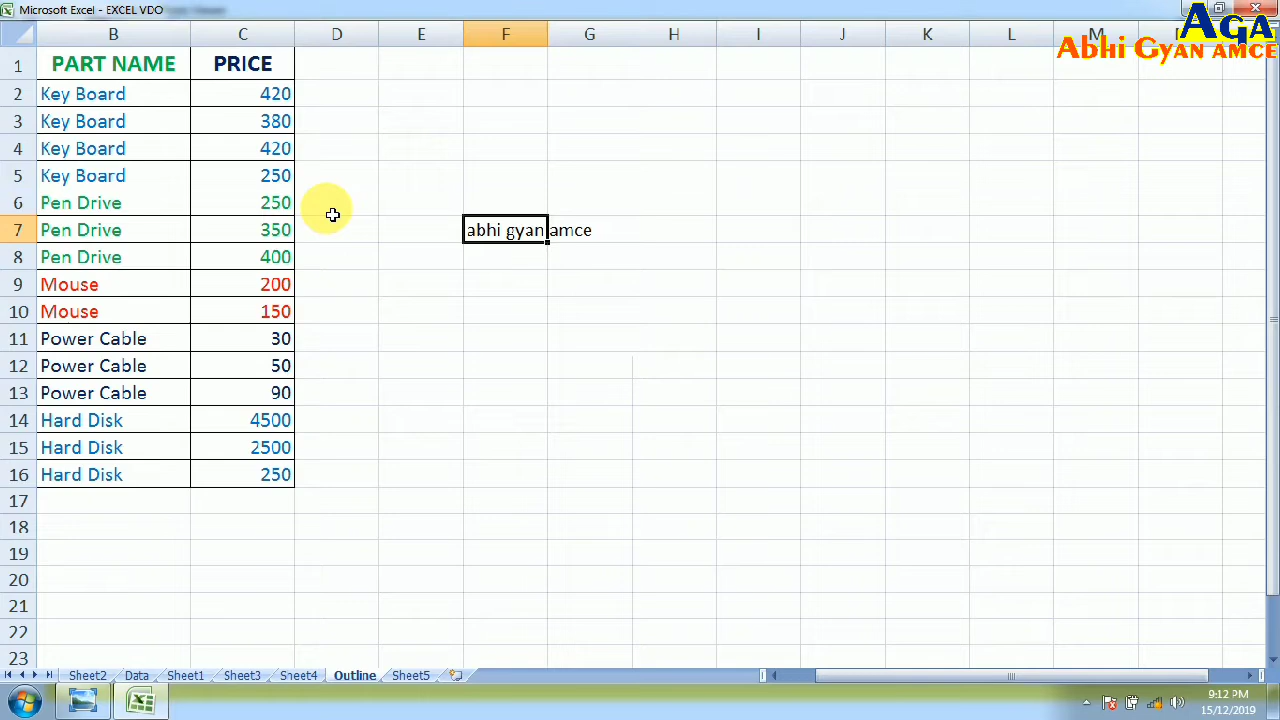 Microsoft Excel - EXCEL VDO
AGA
ABHI GYAN AMCE
B C D E F G H I J K L M
1 PART NAME PRICE
2 Key Board 420
3 Key Board 380
4 Key Board 420
5 Key Board 250
6 Pen Drive 250
7 Pen Drive 350 abhi gyan amce
8 Pen Drive 400
9 Mouse 200
10 Mouse 150
11 Power Cable 30
12 Power Cable 50
13 Power Cable 90
14 Hard Disk 4500
15 Hard Disk 2500
16 Hard Disk 250
17
18
19
20
21
22
23
Sheet2 Data Sheet1 Sheet3 Sheet4 Outline Sheet5
9:12 PM
15/12/2019